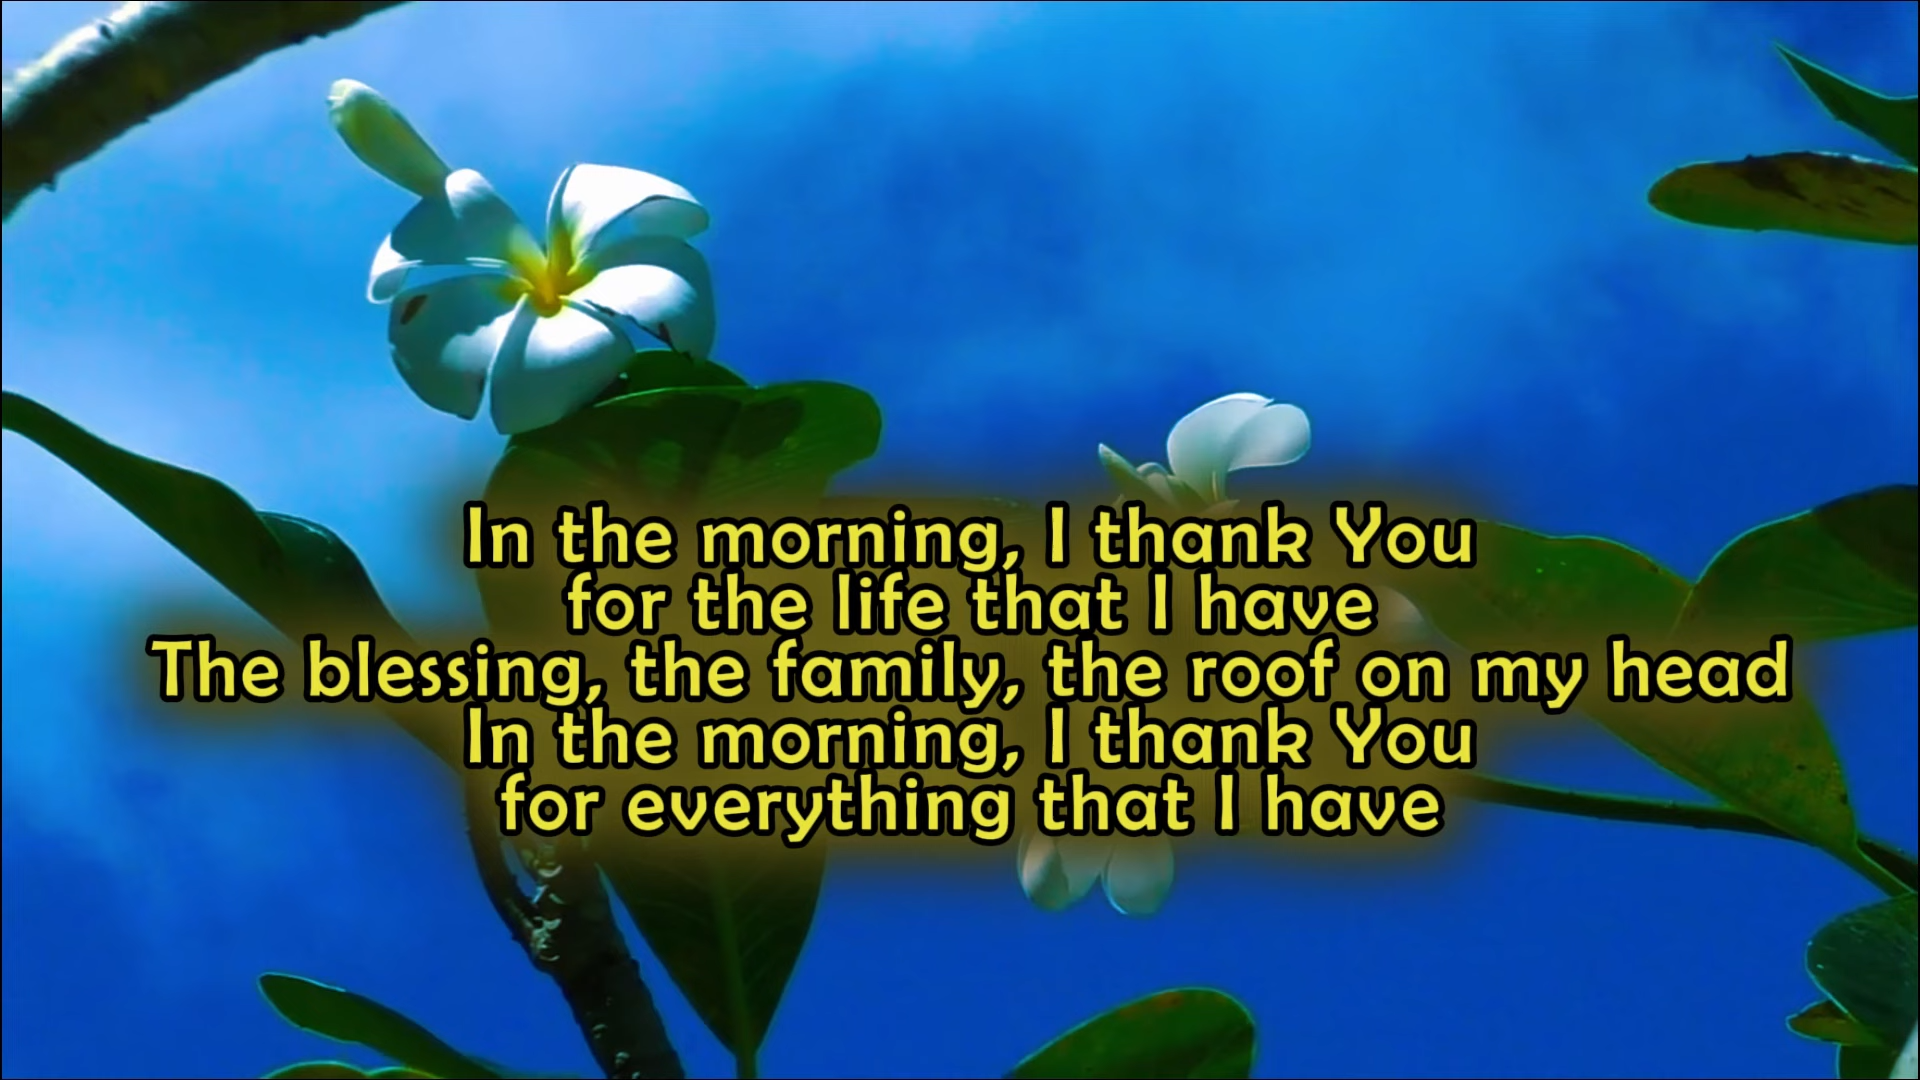 In the morning, I thank You
for the life that I have
The blessing, the family, the roof on my head
In the morning, I thank You
for everything that I have